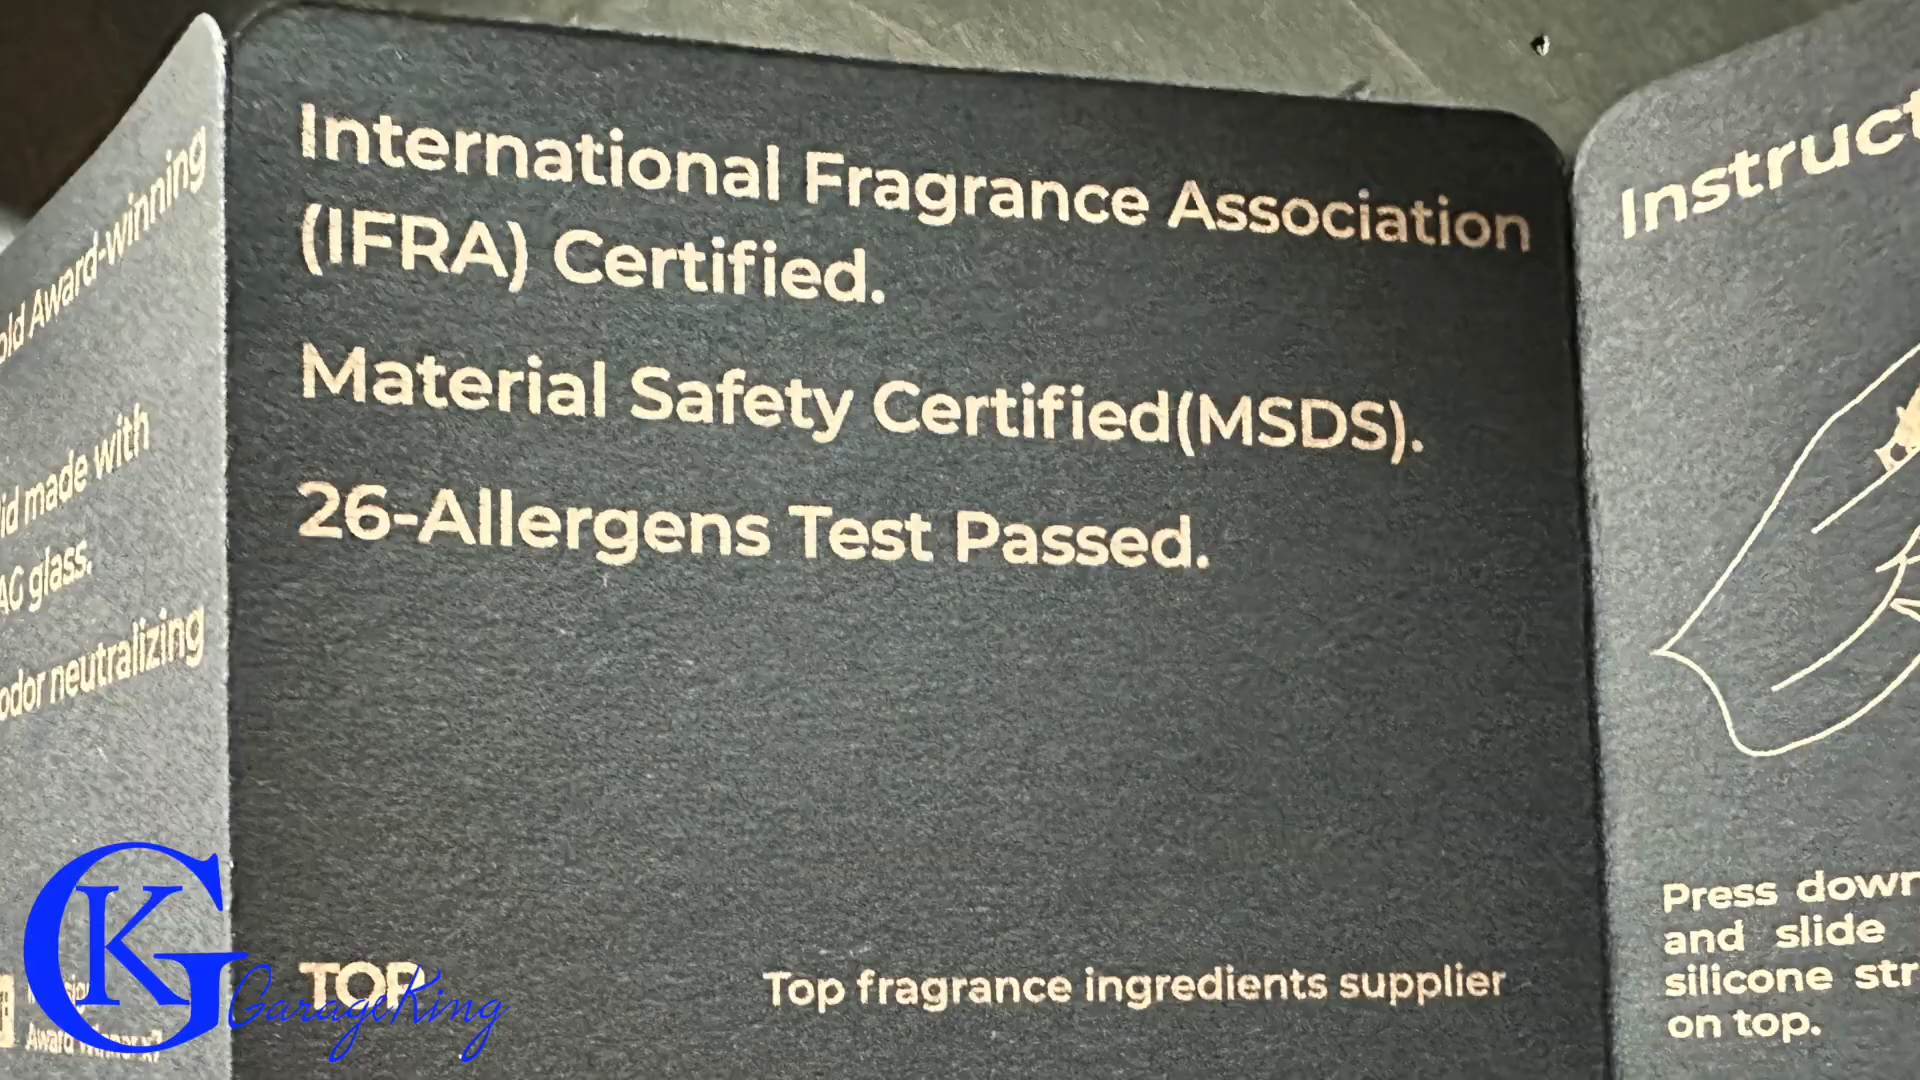 Award-winning
made with
glass.
odor neutralizing
International Fragrance Association
(IFRA) Certified.
Material Safety Certified(MSDS).
26-Allergens Test Passed.
TOP
Top fragrance ingredients supplier
Press down
and slide
silicone
on top.
GK
GarageKing